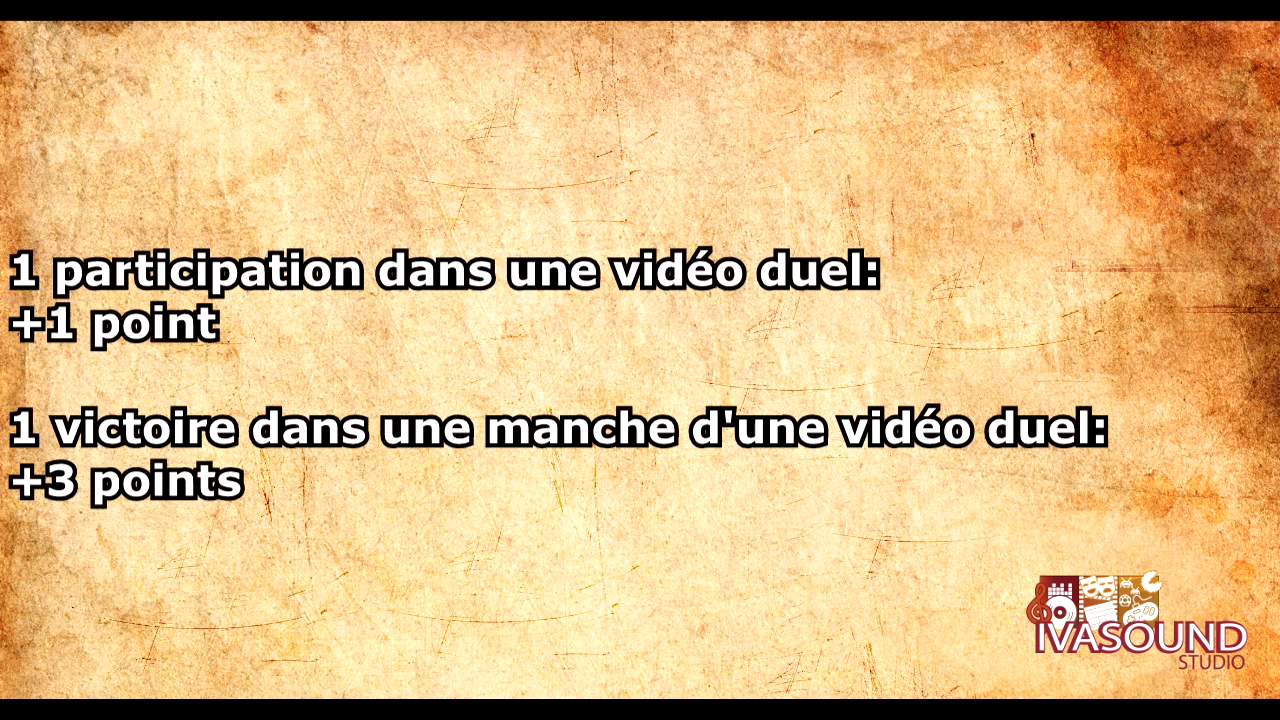 1 participation dans une vidéo duel:
+1 point
1 victoire dans une manche d'une vidéo duel:
+3 points
IVASOUND
STUDIO